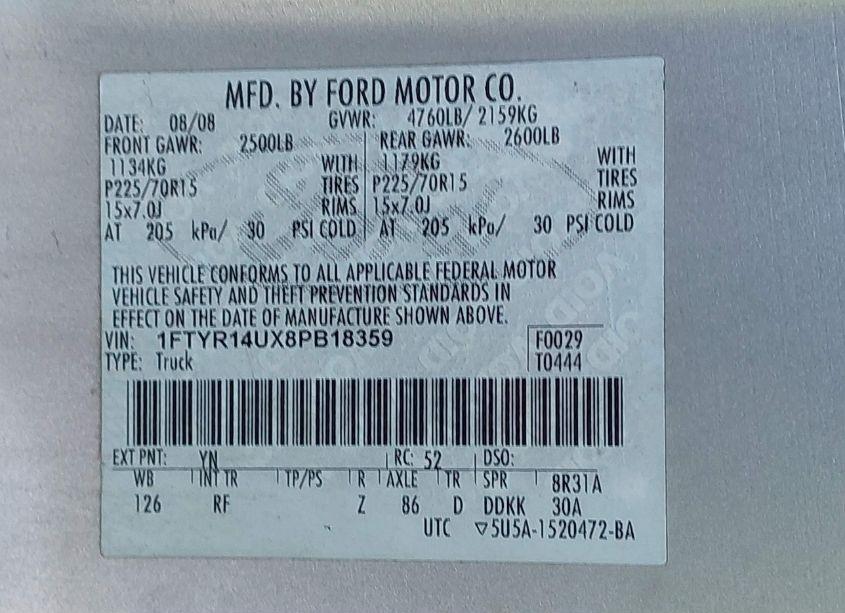 MFD. BY FORD MOTOR CO.
DATE: 08/08 GVWR: 4760LB/ 2159KG
FRONT GAWR: 2500LB REAR GAWR: 2600LB
1134KG WITH 1179KG WITH
P225/70R15 TIRES P225/70R15 TIRES
15x7.0J RIMS 15x7.0J RIMS
AT 205 kPa/ 30 PSI COLD AT 205 kPa/ 30 PSI COLD
THIS VEHICLE CONFORMS TO ALL APPLICABLE FEDERAL MOTOR
VEHICLE SAFETY AND THEFT PREVENTION STANDARDS IN
EFFECT ON THE DATE OF MANUFACTURE SHOWN ABOVE.
VIN: 1FTYR14UX8PB18359 F0029
TYPE: Truck T0444
EXT PNT: YN RC: 52 DSO:
WB INT TR TP/PS R AXLE TR SPR 8R31A
126 RF Z 86 D DDKK 30A
UTC ▽5U5A-1520472-BA